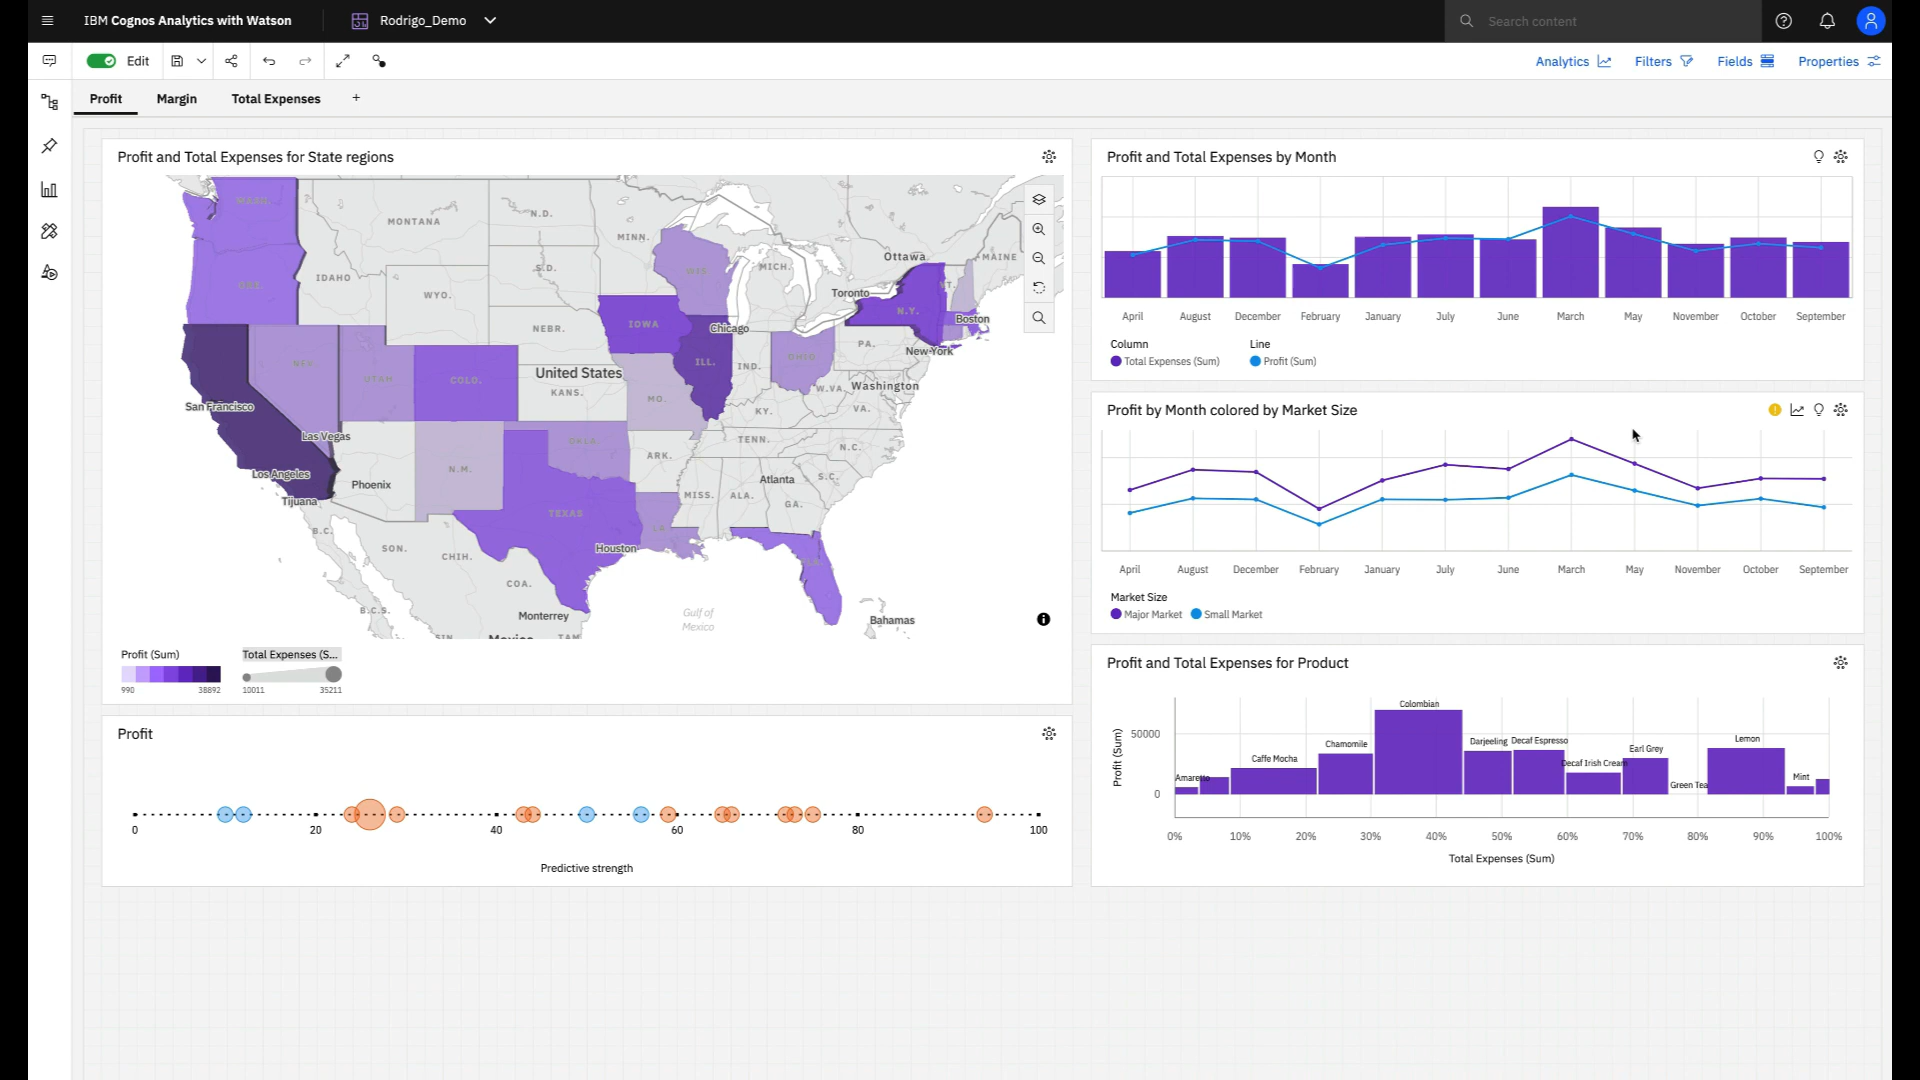 IBM Cognos Analytics with Watson
Rodrigo_Demo
Search content
Edit
Analytics
Filters
Fields
Properties
Profit
Margin
Total Expenses
+
Profit and Total Expenses for State regions
WASH.
MONTANA
N.D.
MINN.
ORE.
IDAHO
WYO.
S.D.
WIS.
MICH.
Ottawa
MAINE
Toronto
VT.
N.Y.
Boston
NEBR.
IOWA
Chicago
New York
NEV.
UTAH
COLO.
United States
KANS.
MO.
ILL.
IND.
OHIO
PA.
W.VA.
Washington
San Francisco
KY.
VA.
Las Vegas
Los Angeles
Tijuana
Phoenix
N.M.
OKLA.
ARK.
TENN.
N.C.
Atlanta
S.C.
MISS.
ALA.
GA.
TEXAS
LA.
B.C.
SON.
CHIH.
Houston
COA.
B.C.S.
Monterrey
Gulf of
Mexico
Bahamas
SIN.
Mexico
TAM.
Profit (Sum)
990
38892
Total Expenses (S...
10011
35211
Profit
0
20
40
60
80
100
Predictive strength
Profit and Total Expenses by Month
April
August
December
February
January
July
June
March
May
November
October
September
Column
Line
Total Expenses (Sum)
Profit (Sum)
Profit by Month colored by Market Size
April
August
December
February
January
July
June
March
May
November
October
September
Market Size
Major Market
Small Market
Profit and Total Expenses for Product
Profit (Sum)
50000
0
Amaretto
Caffe Mocha
Chamomile
Colombian
Darjeeling
Decaf Espresso
Decaf Irish Cream
Earl Grey
Green Tea
Lemon
Mint
0%
10%
20%
30%
40%
50%
60%
70%
80%
90%
100%
Total Expenses (Sum)